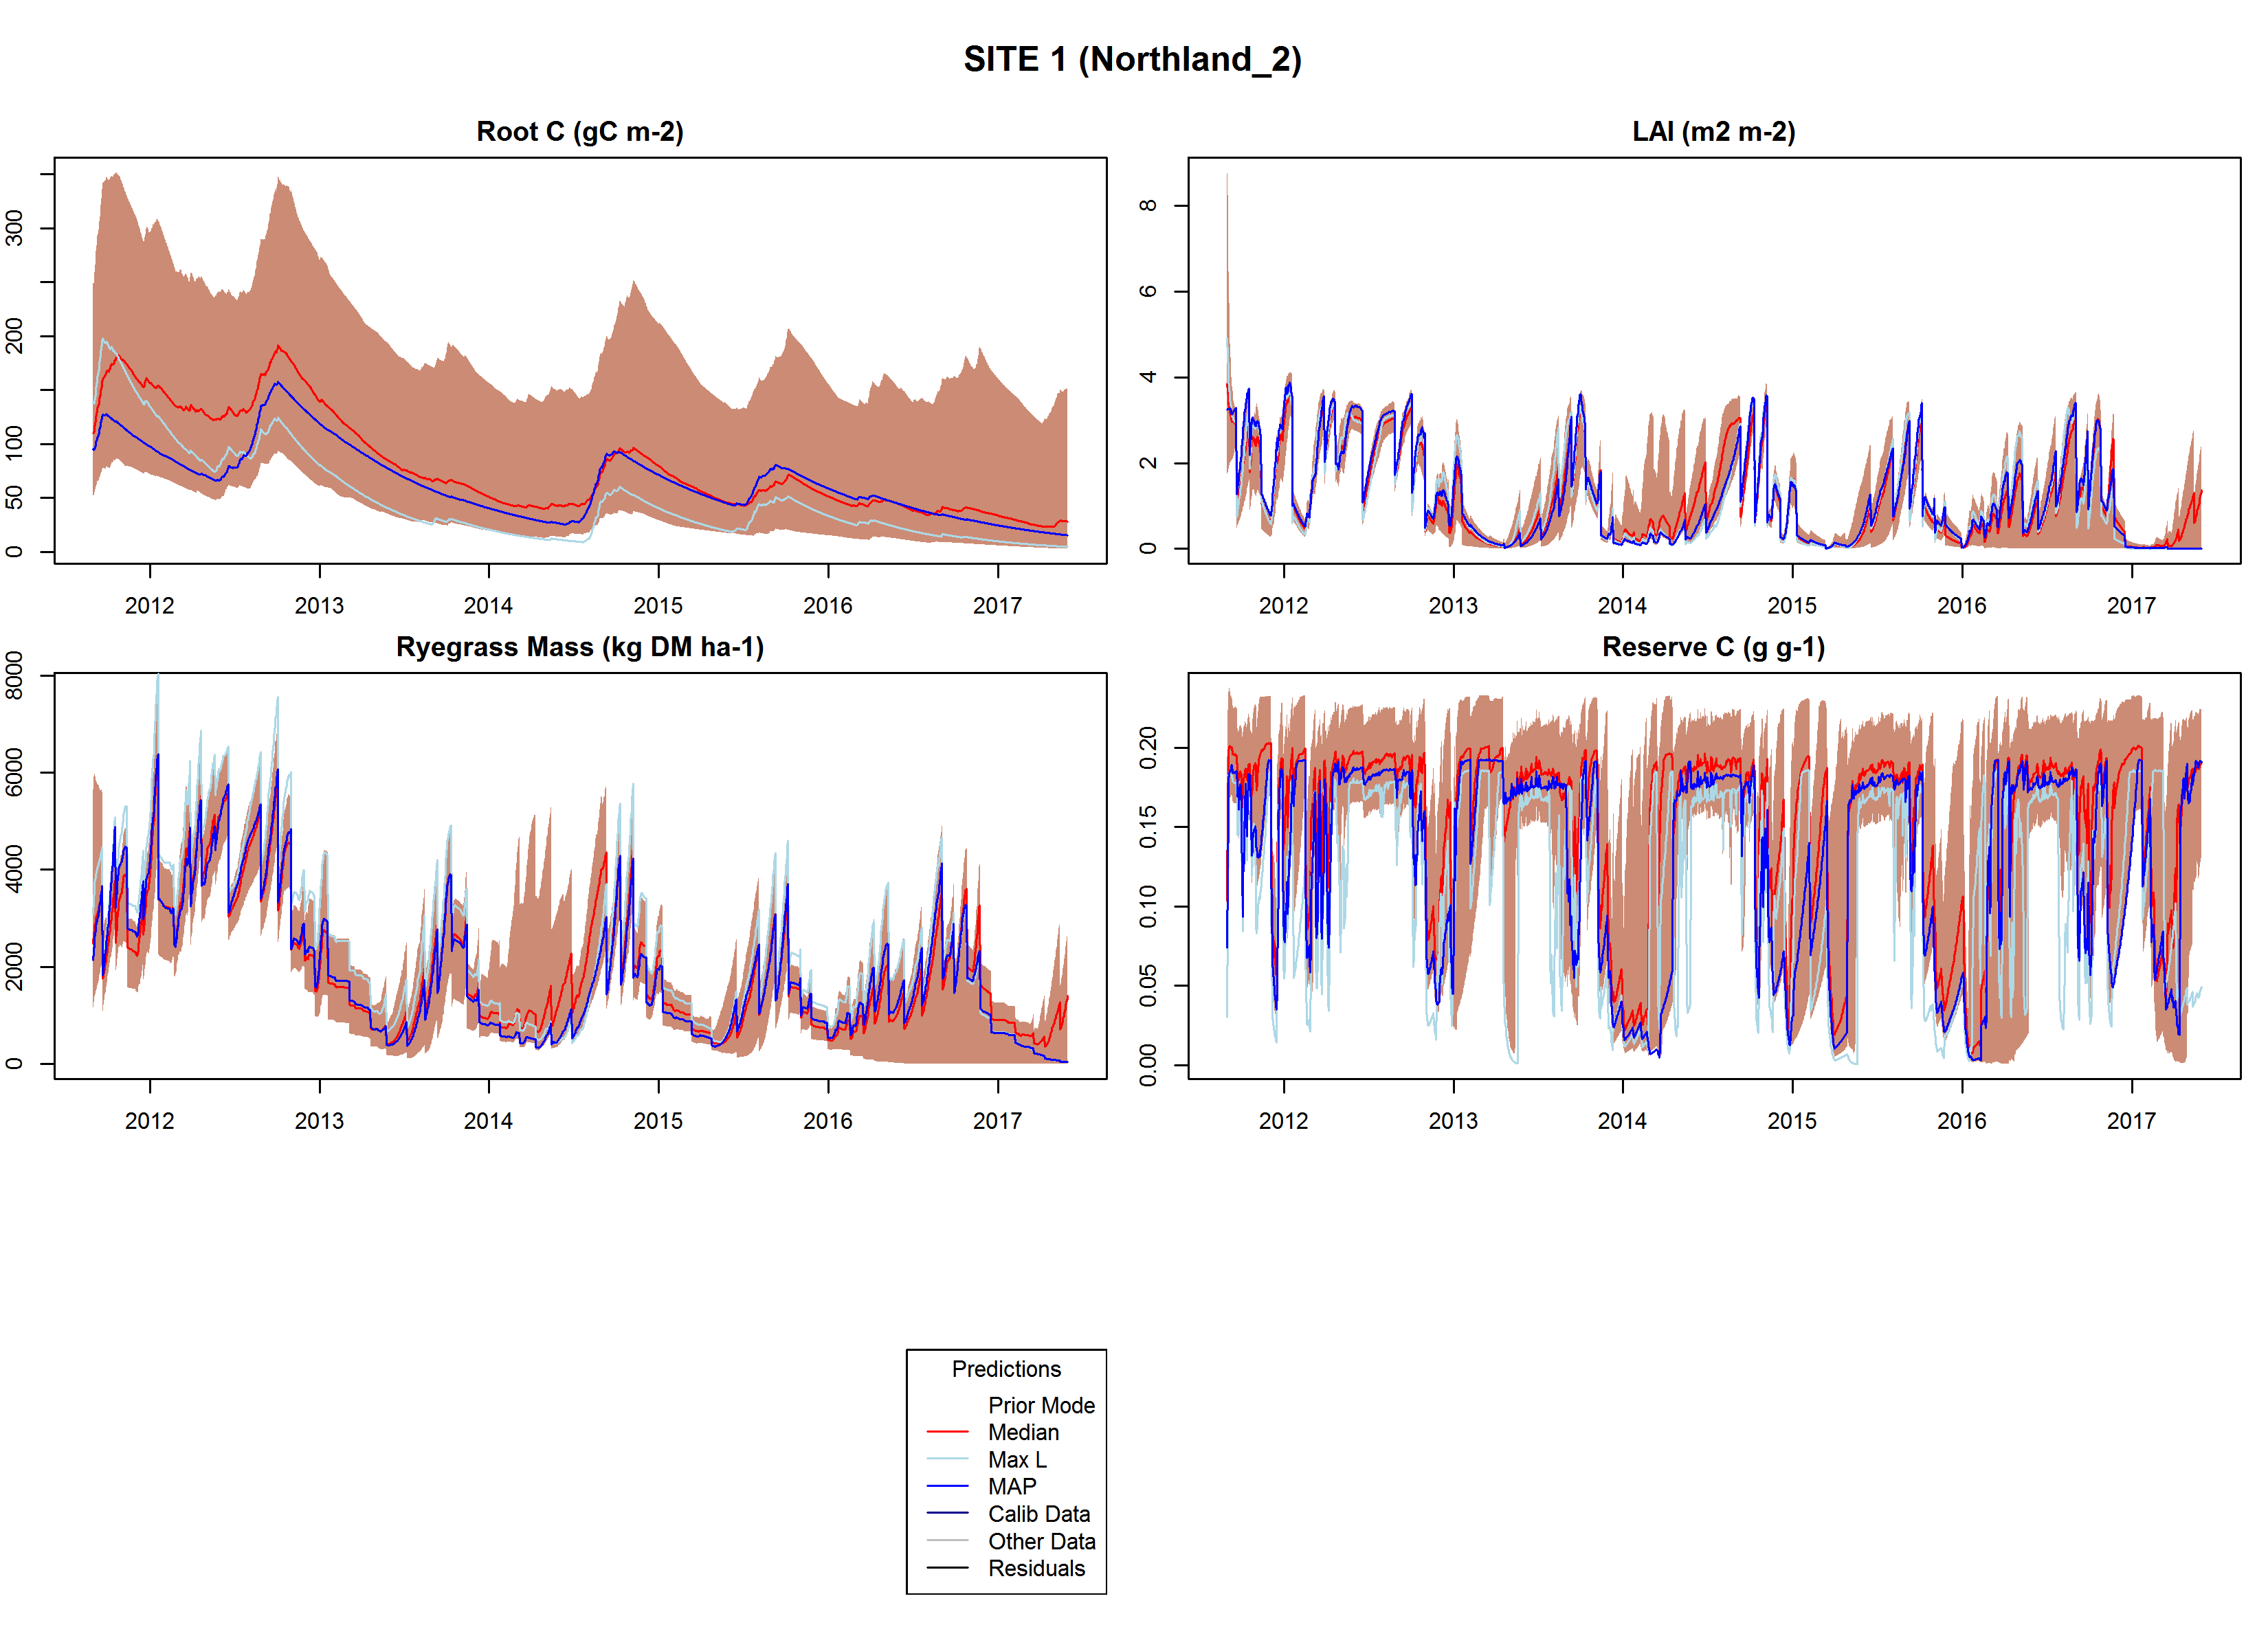 SITE 1 (Northland_2)
Root C (gC m-2)
LAI (m2 m-2)
300
200
100
50
0
8
6
4
2
0
2012 2013 2014 2015 2016 2017
2012 2013 2014 2015 2016 2017
Ryegrass Mass (kg DM ha-1)
Reserve C (g g-1)
8000
6000
4000
2000
0
0.20
0.15
0.10
0.05
0.00
2012 2013 2014 2015 2016 2017
2012 2013 2014 2015 2016 2017
Predictions
Prior Mode
Median
Max L
MAP
Calib Data
Other Data
Residuals